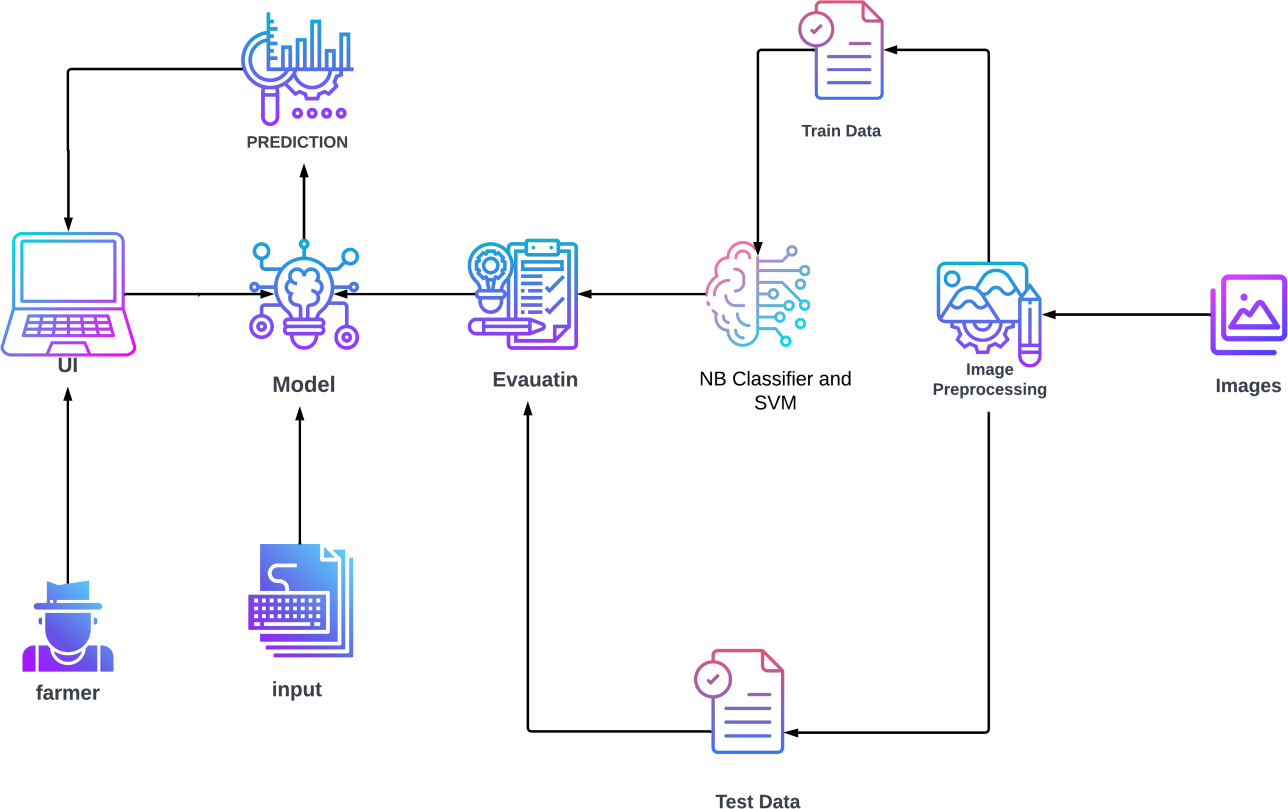 PREDICTION
Train Data
UI
Model
Evauatin
NB Classifier and
SVM
Image
Preprocessing
Images
farmer
input
Test Data